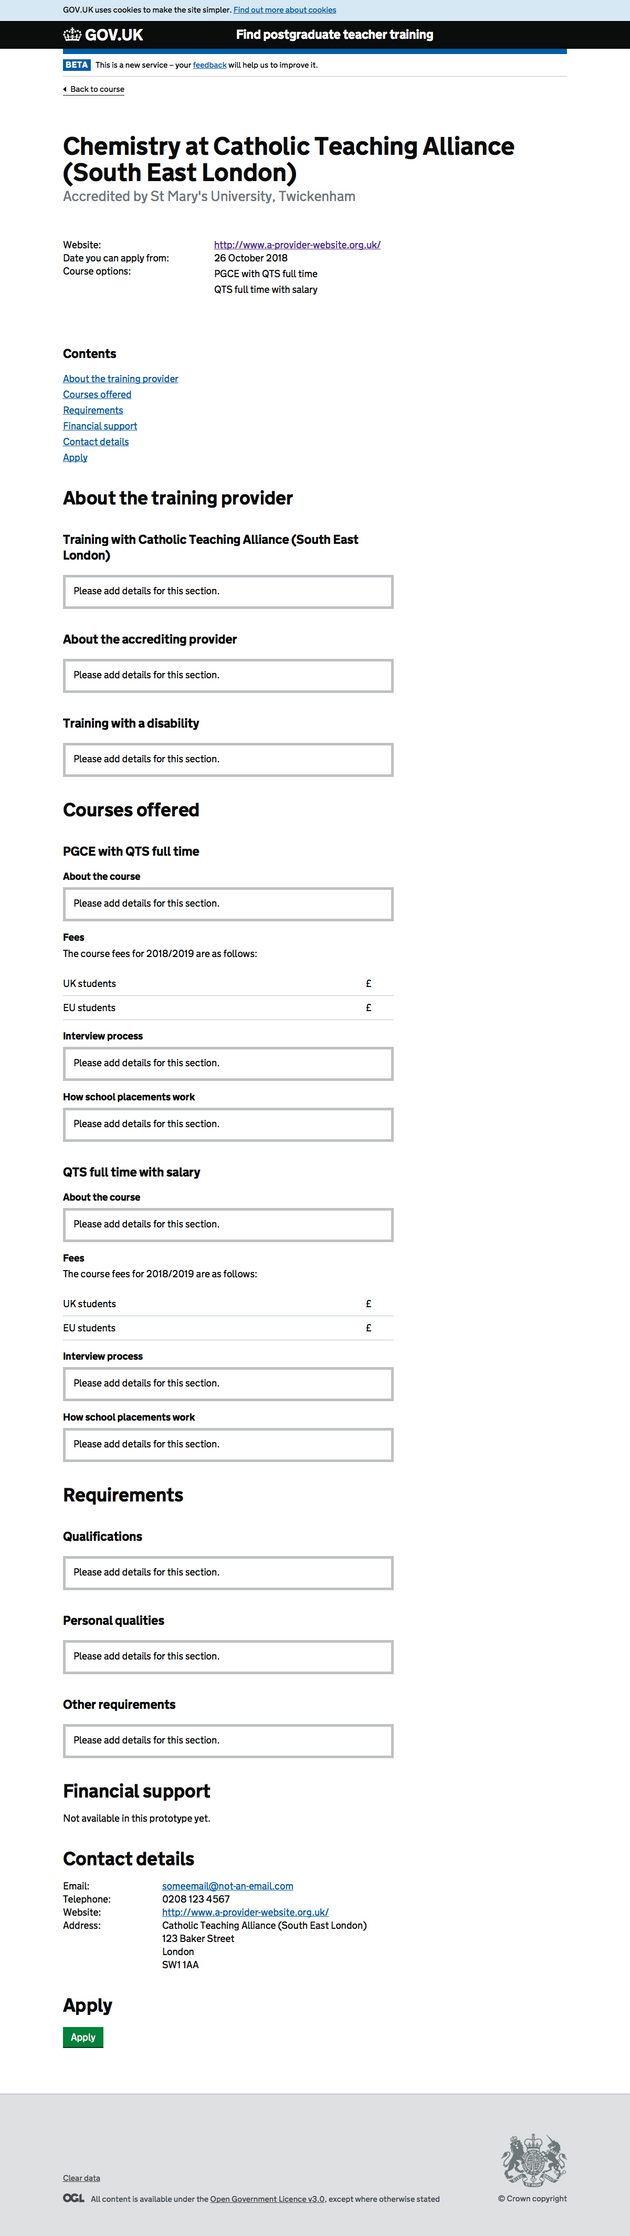 GOV.UK uses cookies to make the site simpler. Find out more about cookies
GOV.UK Find postgraduate teacher training
BETA This is a new service – your feedback will help us to improve it.
Back to course
Chemistry at Catholic Teaching Alliance
(South East London)
Accredited by St Mary's University, Twickenham
Website: http://www.a-provider-website.org.uk/
Date you can apply from: 26 October 2018
Course options: PGCE with QTS full time
QTS full time with salary
Contents
About the training provider
Courses offered
Requirements
Financial support
Contact details
Apply
About the training provider
Training with Catholic Teaching Alliance (South East
London)
Please add details for this section.
About the accrediting provider
Please add details for this section.
Training with a disability
Please add details for this section.
Courses offered
PGCE with QTS full time
About the course
Please add details for this section.
Fees
The course fees for 2018/2019 are as follows:
UK students £
EU students £
Interview process
Please add details for this section.
How school placements work
Please add details for this section.
QTS full time with salary
About the course
Please add details for this section.
Fees
The course fees for 2018/2019 are as follows:
UK students £
EU students £
Interview process
Please add details for this section.
How school placements work
Please add details for this section.
Requirements
Qualifications
Please add details for this section.
Personal qualities
Please add details for this section.
Other requirements
Please add details for this section.
Financial support
Not available in this prototype yet.
Contact details
Email: someemail@not-an-email.com
Telephone: 0208 123 4567
Website: http://www.a-provider-website.org.uk/
Address: Catholic Teaching Alliance (South East London)
123 Baker Street
London
SW1 1AA
Apply
Apply
Clear data
OGL All content is available under the Open Government Licence v3.0, except where otherwise stated
© Crown copyright